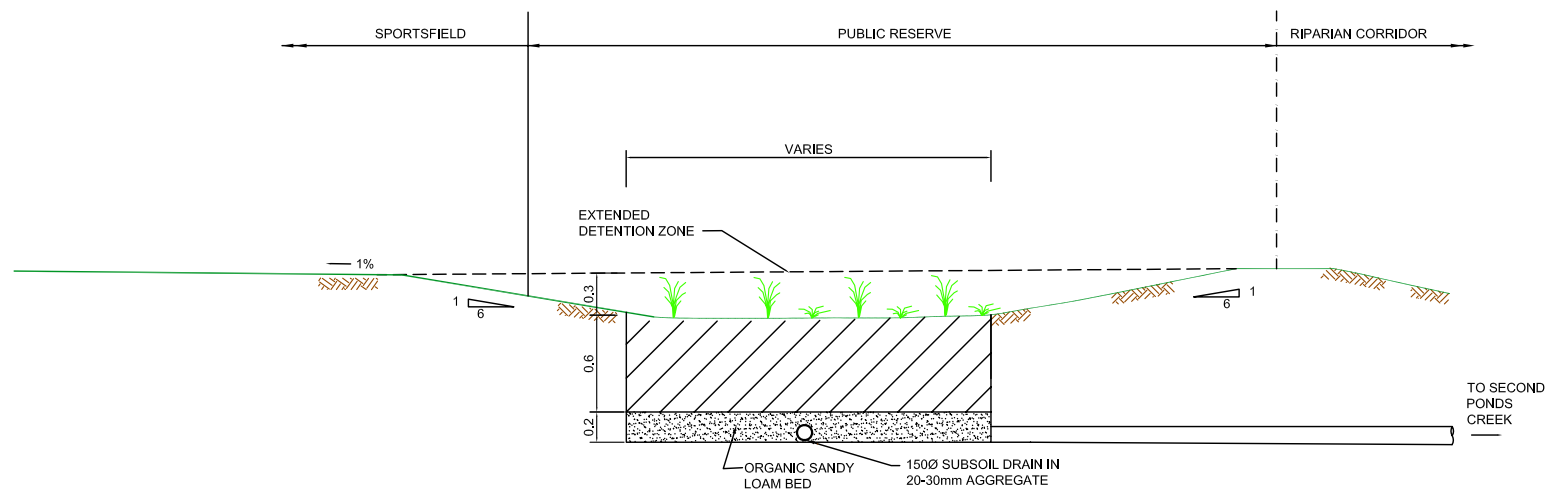 SPORTSFIELD
PUBLIC RESERVE
RIPARIAN CORRIDOR
VARIES
EXTENDED
DETENTION ZONE
1%
1
6
0.3
1
6
0.6
0.2
TO SECOND
PONDS
CREEK
ORGANIC SANDY
LOAM BED
150Ø SUBSOIL DRAIN IN
20-30mm AGGREGATE